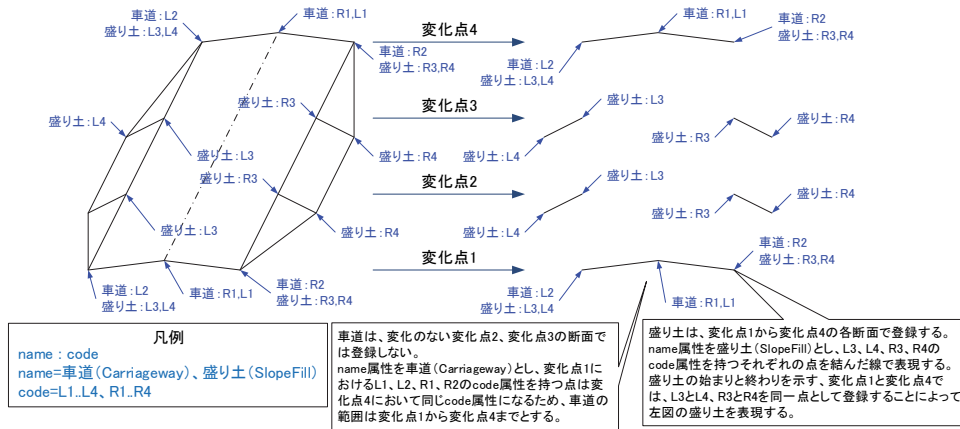 車道:L2
盛り土:L3,L4
車道:R1,L1
車道:R2
盛り土:R3,R4
変化点4
車道:R1,L1
車道:R2
盛り土:R3,R4
車道:L2
盛り土:L3,L4
盛り土:L4
盛り土:R3
変化点3
盛り土:L3
盛り土:L4
盛り土:R3
盛り土:R4
盛り土:L3
盛り土:R4
盛り土:R3
変化点2
盛り土:L3
盛り土:L4
盛り土:R3
盛り土:R4
盛り土:L3
盛り土:R4
変化点1
車道:R2
盛り土:R3,R4
車道:L2
盛り土:L3,L4
車道:R1,L1
車道:R2
盛り土:R3,R4
車道:L2
盛り土:L3,L4
車道:R1,L1
凡例
name : code
name=車道(Carriageway)、盛り土(SlopeFill)
code=L1..L4、R1..R4
車道は、変化のない変化点2、変化点3の断面で
は登録しない。
name属性を車道(Carriageway)とし、変化点1に
おけるL1、L2、R1、R2のcode属性を持つ点は変
化点4において同じcode属性になるため、車道の
範囲は変化点1から変化点4までとする。
盛り土は、変化点1から変化点4の各断面で登録する。
name属性を盛り土(SlopeFill)とし、L3、L4、R3、R4の
code属性を持つそれぞれの点を結んだ線で表現する。
盛り土の始まりと終わりを示す、変化点1と変化点4で
は、L3とL4、R3とR4を同一点として登録することによって
左図の盛り土を表現する。